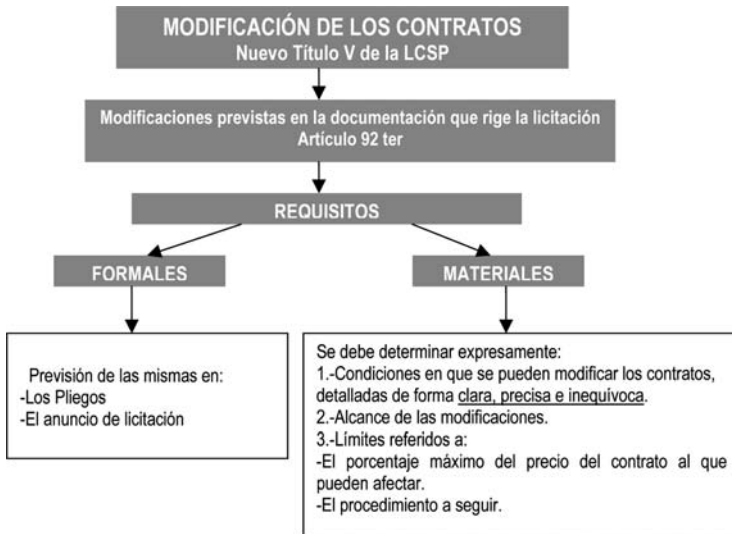 MODIFICACIÓN DE LOS CONTRATOS
Nuevo Título V de la LCSP
Modificaciones previstas en la documentación que rige la licitación
Artículo 92 ter
REQUISITOS
FORMALES
MATERIALES
Previsión de las mismas en:
-Los Pliegos
-El anuncio de licitación
Se debe determinar expresamente:
1.-Condiciones en que se pueden modificar los contratos,
detalladas de forma clara, precisa e inequívoca.
2.-Alcance de las modificaciones.
3.-Límites referidos a:
-El porcentaje máximo del precio del contrato al que
pueden afectar.
-El procedimiento a seguir.